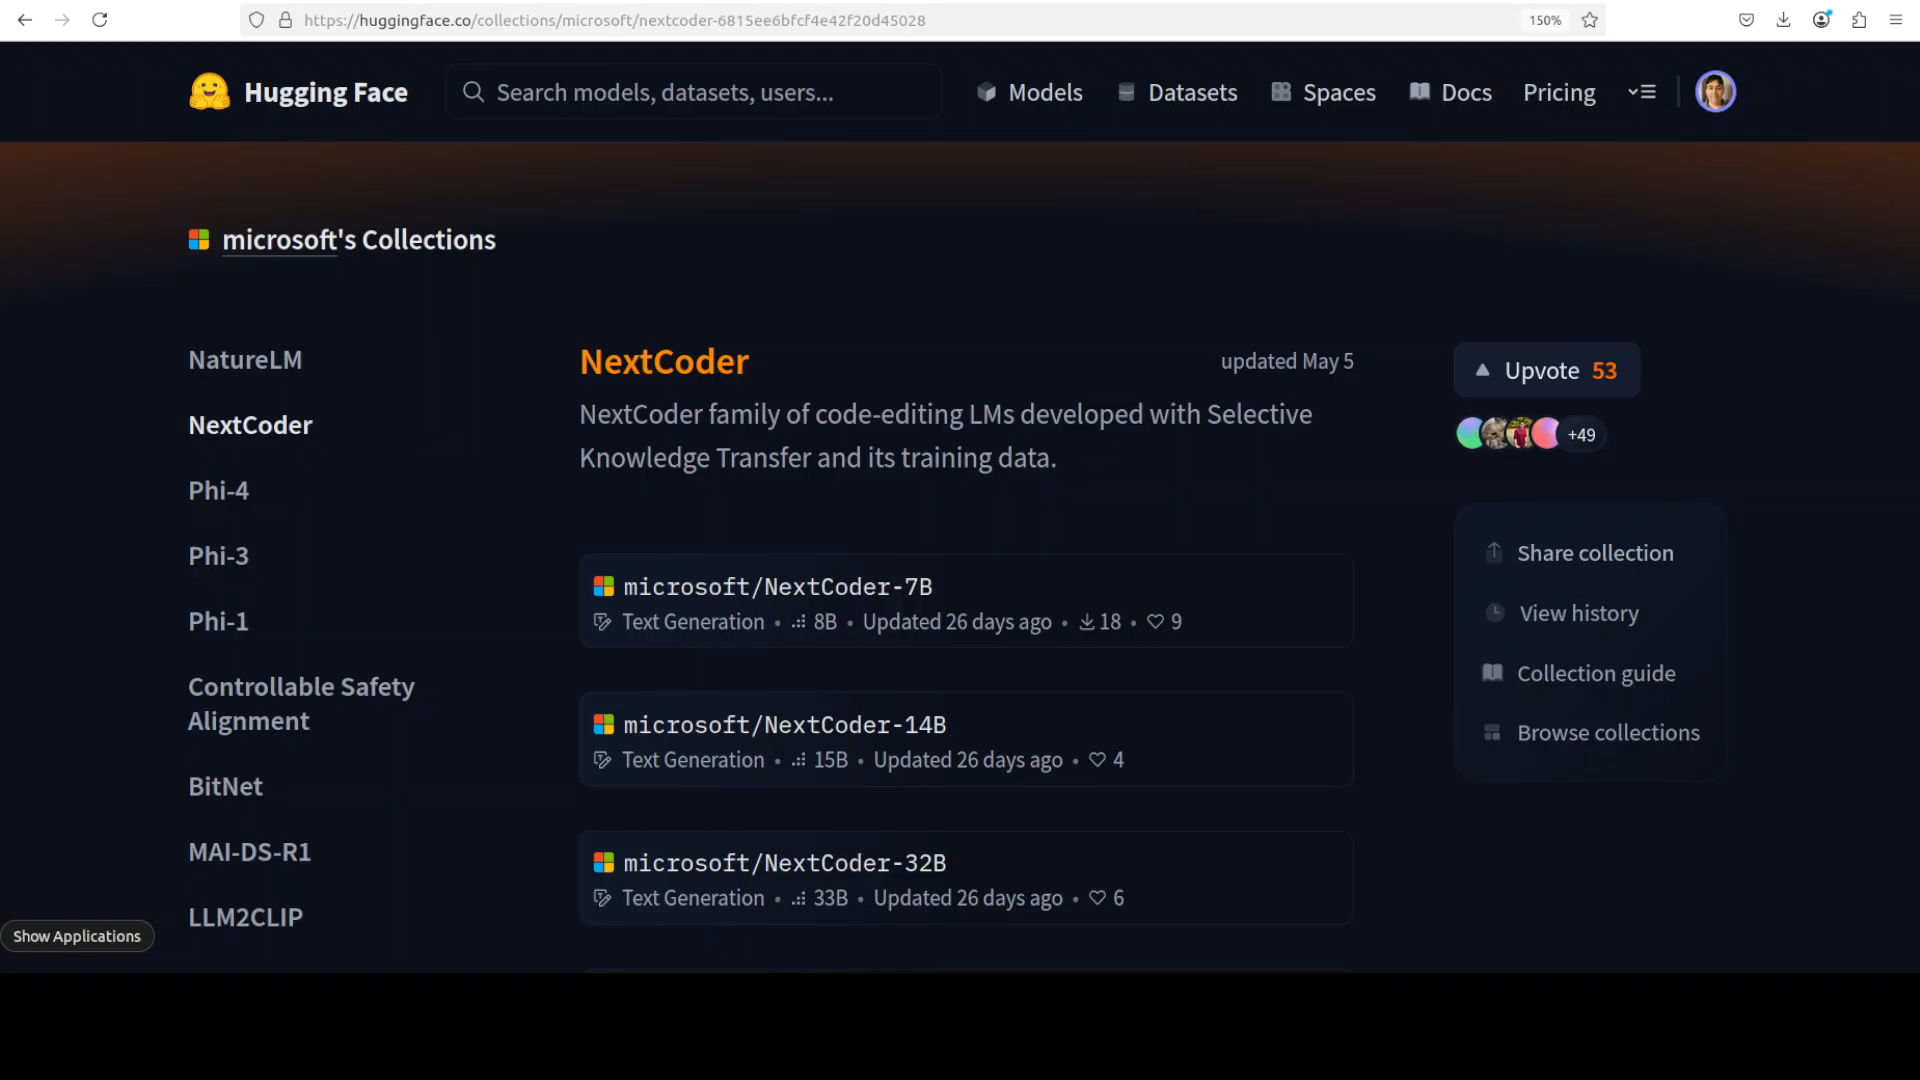 https://huggingface.co/collections/microsoft/nextcoder-6815ee6bfcf4e42f20d45028
150%
Hugging Face
Search models, datasets, users...
Models
Datasets
Spaces
Docs
Pricing
microsoft's Collections
NatureLM
NextCoder
Phi-4
Phi-3
Phi-1
Controllable Safety
Alignment
BitNet
MAI-DS-R1
LLM2CLIP
NextCoder
updated May 5
NextCoder family of code-editing LMs developed with Selective
Knowledge Transfer and its training data.
microsoft/NextCoder-7B
Text Generation • 8B • Updated 26 days ago • 18 • 9
microsoft/NextCoder-14B
Text Generation • 15B • Updated 26 days ago • 4
microsoft/NextCoder-32B
Text Generation • 33B • Updated 26 days ago • 6
Upvote 53
+49
Share collection
View history
Collection guide
Browse collections
Show Applications